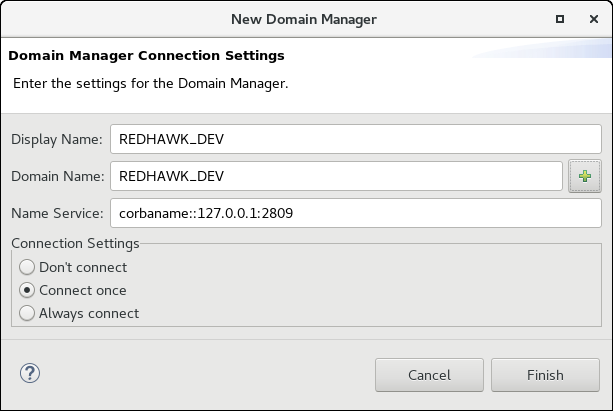 New Domain Manager
Domain Manager Connection Settings
Enter the settings for the Domain Manager.
Display Name: REDHAWK_DEV
Domain Name: REDHAWK_DEV
Name Service: corbaname::127.0.0.1:2809
Connection Settings
Don't connect
Connect once
Always connect
? Cancel Finish